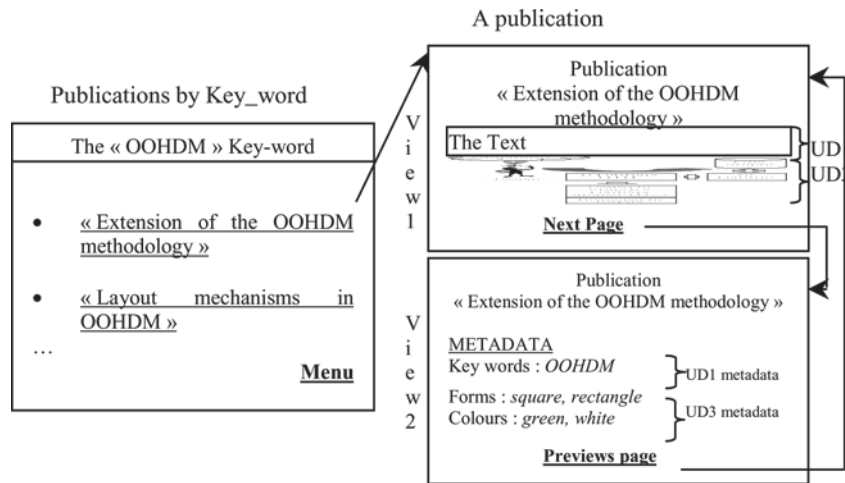 A publication
Publications by Key_word
The « OOHDM » Key-word
• « Extension of the OOHDM
methodology »
• « Layout mechanisms in
OOHDM »
…
Menu
View1
Publication
« Extension of the OOHDM
methodology »
The Text
UD
UD
Next Page
View2
Publication
« Extension of the OOHDM methodology »
METADATA
Key words : OOHDM
UD1 metadata
Forms : square, rectangle
Colours : green, white
UD3 metadata
Previews page